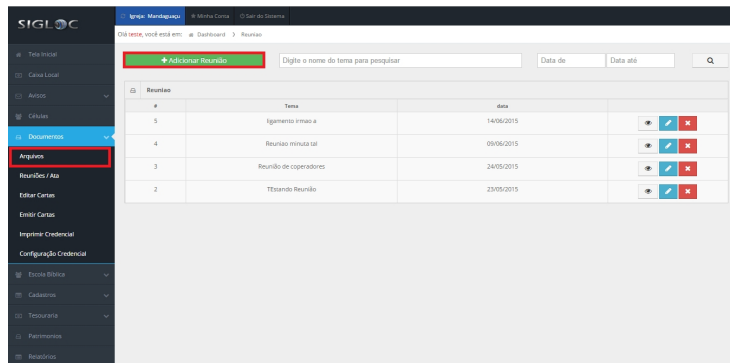 SIGLOC
Igreja: Mandaguaçu Minha Conta Sair do Sistema
Olá teste, você está em: Dashboard > Reuniao
Tela Inicial
Caixa Local
Avisos
Células
Documentos
Arquivos
Reuniões / Ata
Editar Cartas
Emitir Cartas
Imprimir Credencial
Configuração Credencial
Escola Bíblica
Cadastros
Tesouraria
Patrimonios
Relatórios
+ Adicionar Reunião Digite o nome do tema para pesquisar Data de Data até
Reuniao
# Tema data
5 ligamento irmao a 14/06/2015
4 Reuniao minuta tal 09/06/2015
3 Reunião de coperadores 24/05/2015
2 TEstando Reunião 23/05/2015